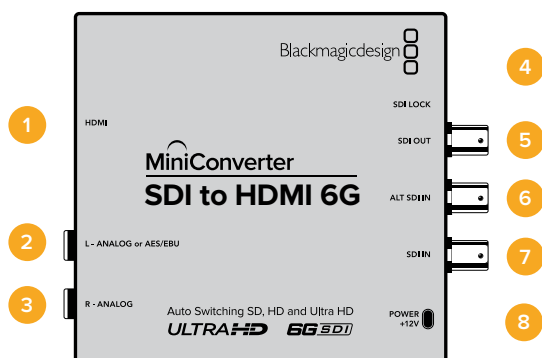 Blackmagicdesign
4
SDI LOCK
1
HDMI
SDI OUT
5
MiniConverter
SDI to HDMI 6G
ALT SDI IN
6
2
L - ANALOG or AES/EBU
SDI IN
7
3
R - ANALOG
Auto Switching SD, HD and Ultra HD
ULTRA HD 6G SDI
POWER
+12V
8